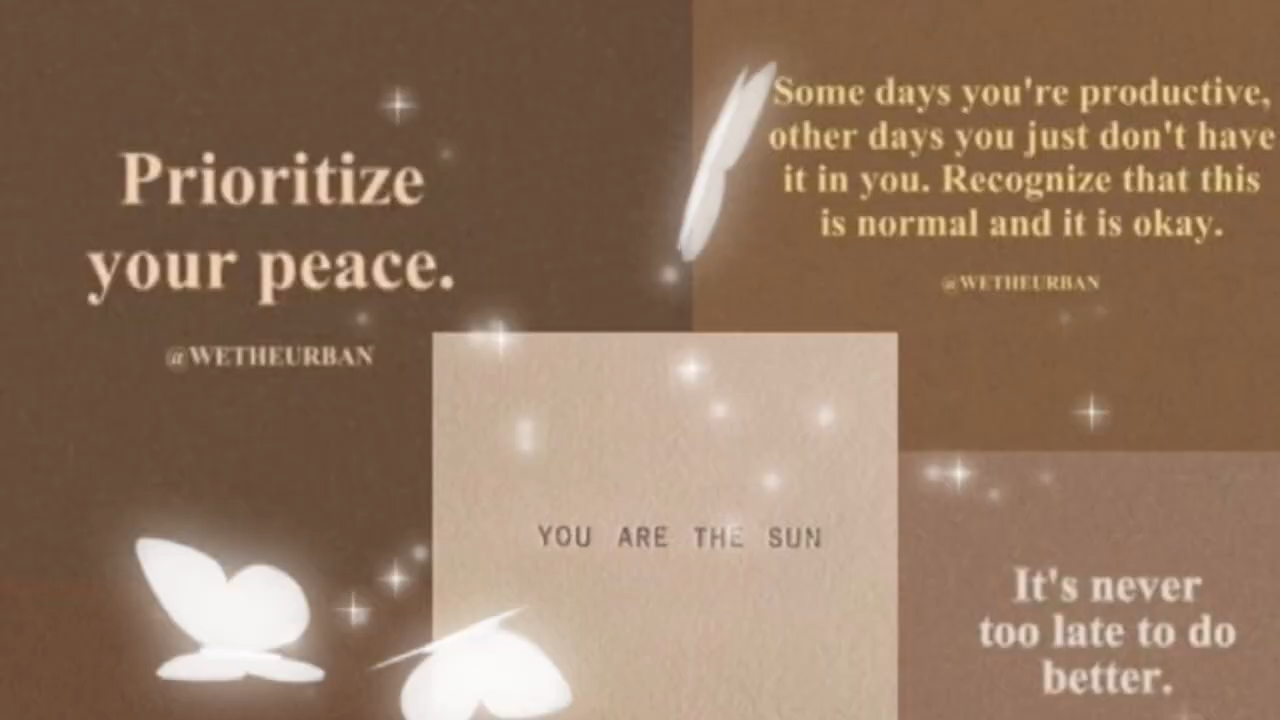 Prioritize
your peace.
@WETHEURBAN
Some days you're productive,
other days you just don't have
it in you. Recognize that this
is normal and it is okay.
@WETHEURBAN
YOU ARE THE SUN
It's never
too late to do
better.